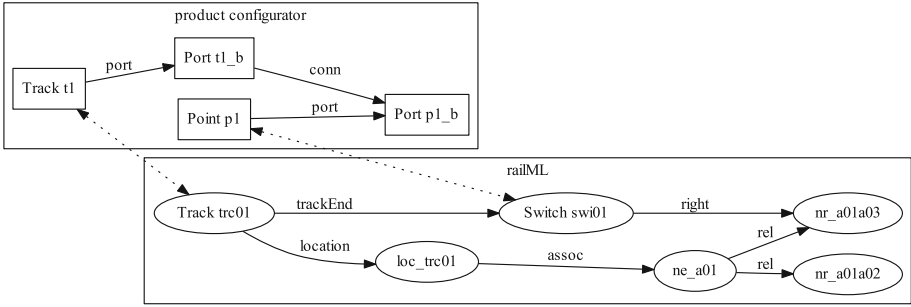 product configurator
Track t1
port
Port t1_b
conn
Point p1
port
Port p1_b
railML
Track trc01
trackEnd
Switch swi01
right
nr_a01a03
location
loc_trc01
assoc
ne_a01
rel
rel
nr_a01a02